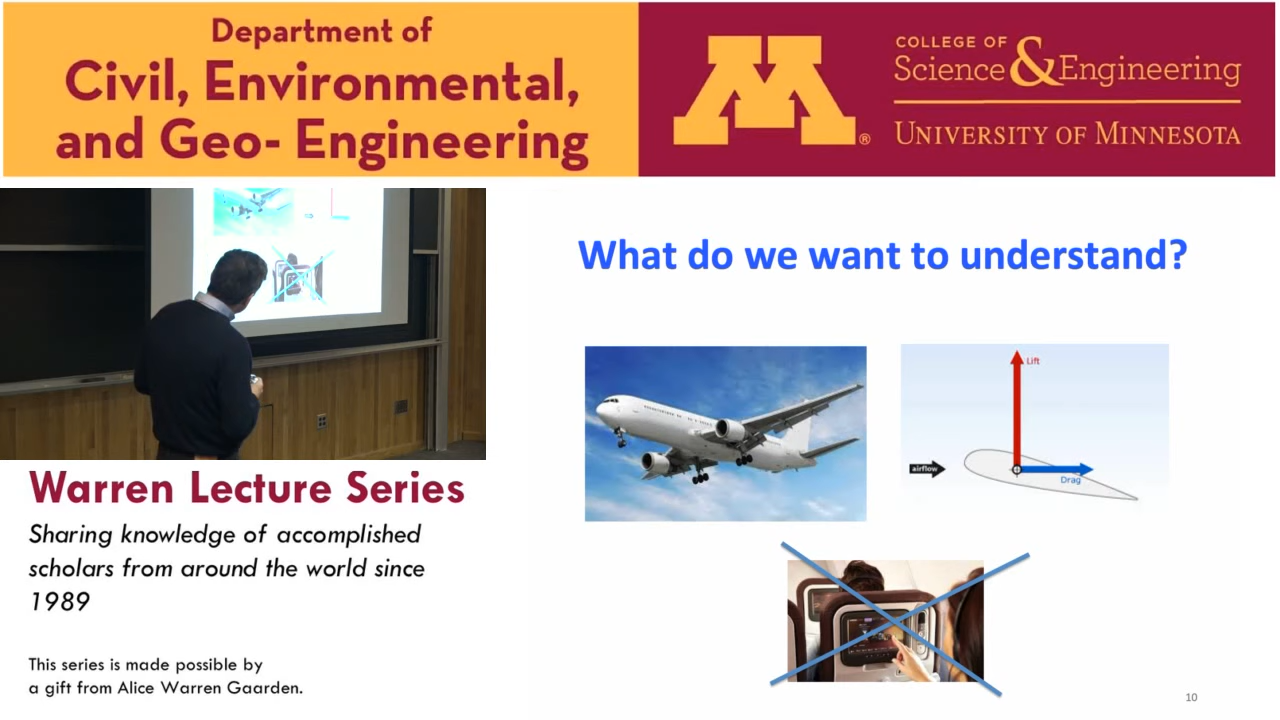 Department of
Civil, Environmental,
and Geo- Engineering
M
®
COLLEGE OF
Science & Engineering
UNIVERSITY OF MINNESOTA
What do we want to understand?
Lift
airflow
Drag
Warren Lecture Series
Sharing knowledge of accomplished
scholars from around the world since
1989
This series is made possible by
a gift from Alice Warren Gaarden.
10